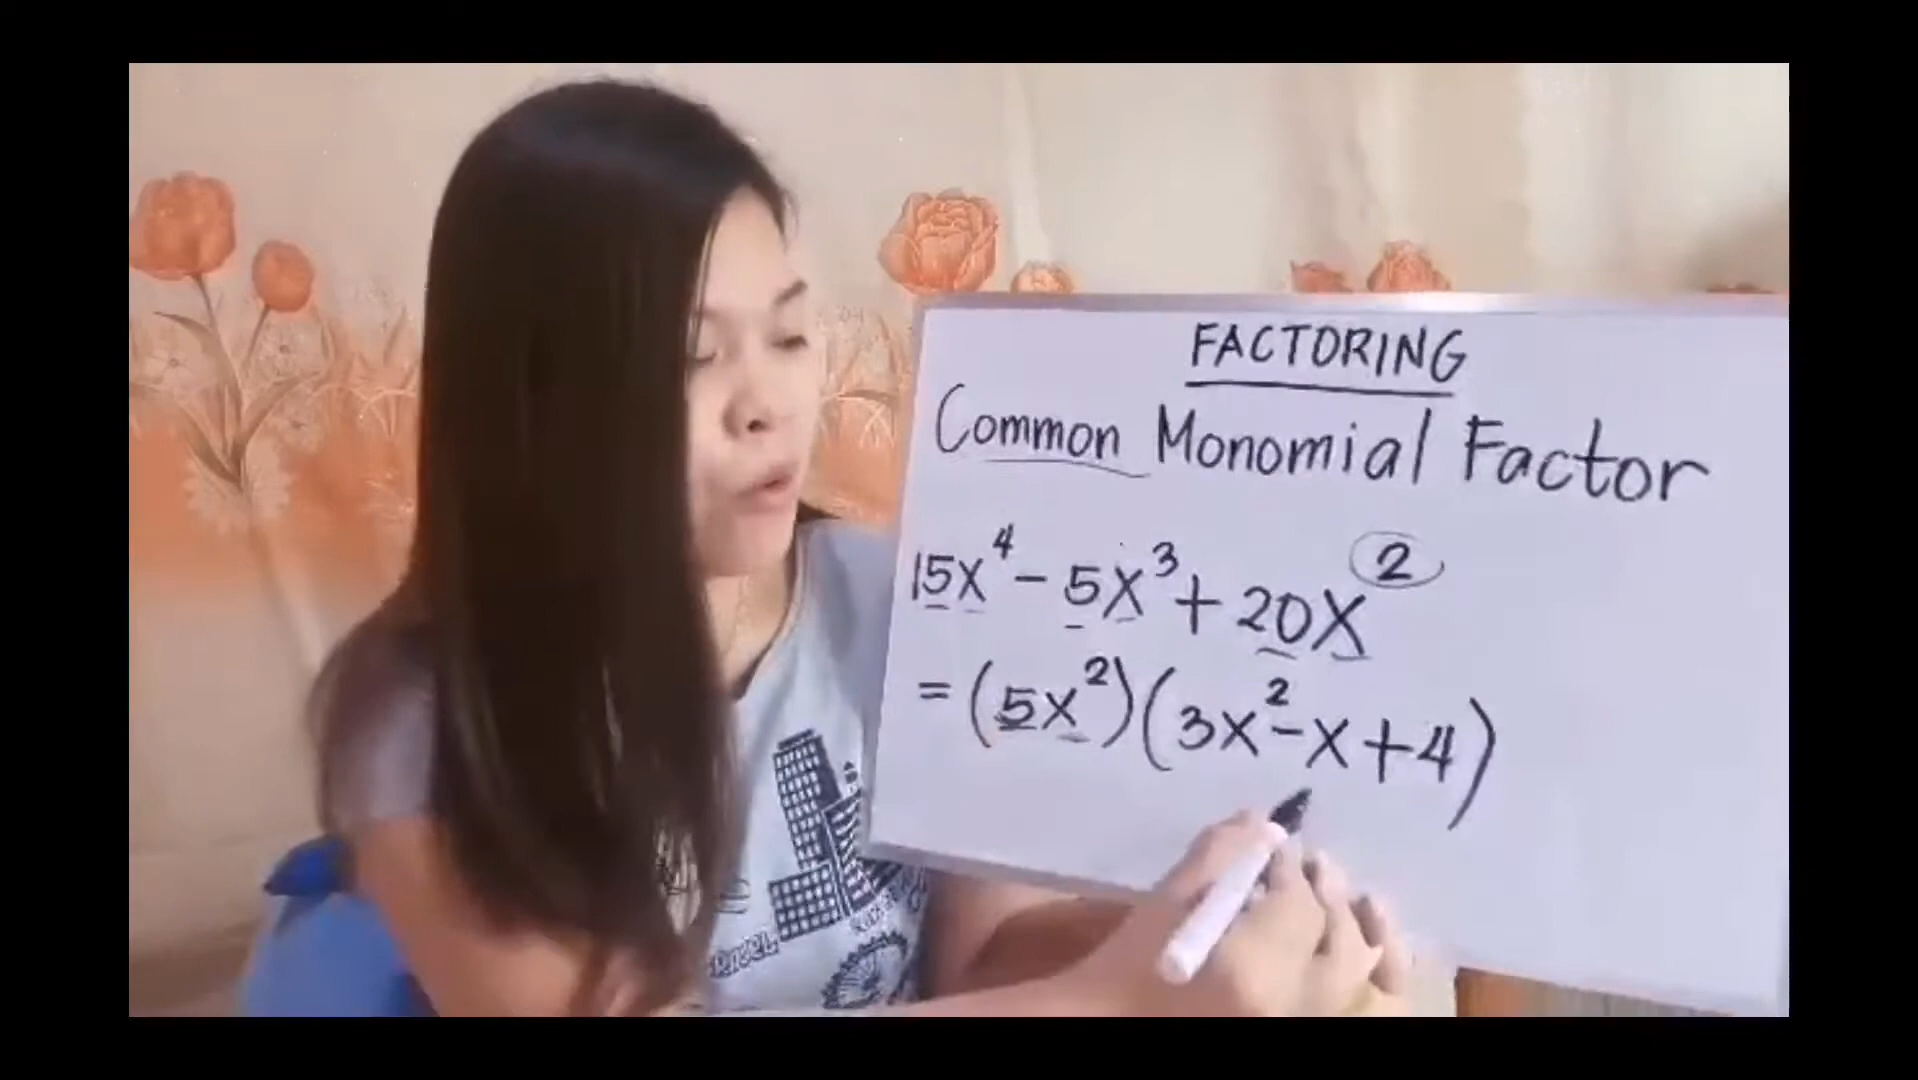 FACTORING
Common Monomial Factor
15x⁴ - 5x³ + 20x²
= (5x²)(3x² - x + 4)